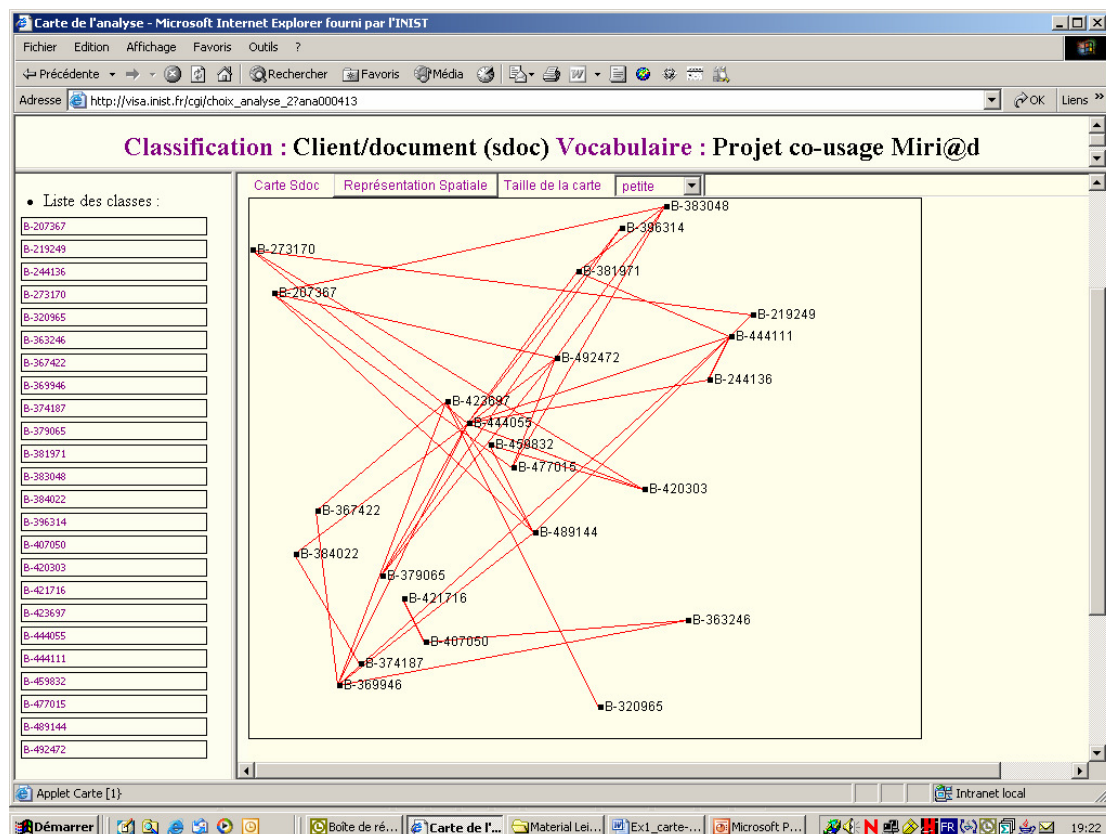 Carte de l'analyse - Microsoft Internet Explorer fourni par l'INIST
Fichier Edition Affichage Favoris Outils ?
Précédente Rechercher Favoris Média
Adresse http://visa.inist.fr/cgi/choix_analyse_2?ana000413 OK Liens »
Classification : Client/document (sdoc) Vocabulaire : Projet co-usage Miri@d
• Liste des classes :
B-207367
B-219249
B-244136
B-273170
B-320965
B-363246
B-367422
B-369946
B-374187
B-379065
B-381971
B-383048
B-384022
B-396314
B-407050
B-420303
B-421716
B-423697
B-444055
B-444111
B-459832
B-477015
B-489144
B-492472
Carte Sdoc Représentation Spatiale Taille de la carte petite
B-383048
B-396314
B-273170
B-381971
B-207367
B-219249
B-444111
B-492472
B-244136
B-423697
B-444055
B-459832
B-477015
B-420303
B-367422
B-489144
B-384022
B-379065
B-421716
B-363246
B-407050
B-374187
B-369946
B-320965
Applet Carte [1} Intranet local
Démarrer Boîte de ré... Carte de l'... Material Lei... Ex1_carte-... Microsoft P... FR 19:22